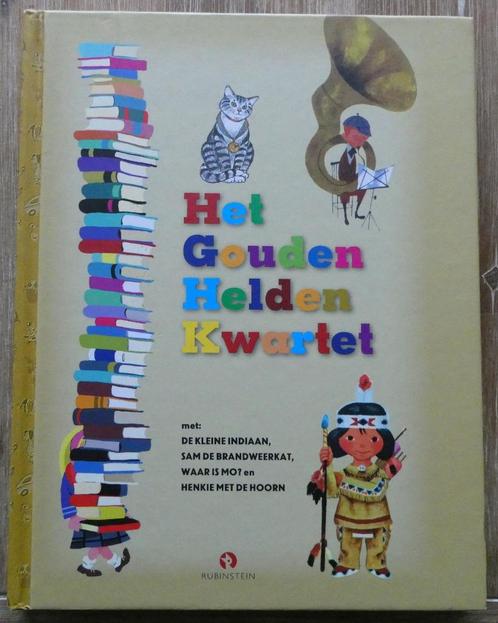 Het
Gouden
Helden
Kwartet
met:
DE KLEINE INDIAAN,
SAM DE BRANDWEERKAT,
WAAR IS MO? en
HENKIE MET DE HOORN
RUBINSTEIN